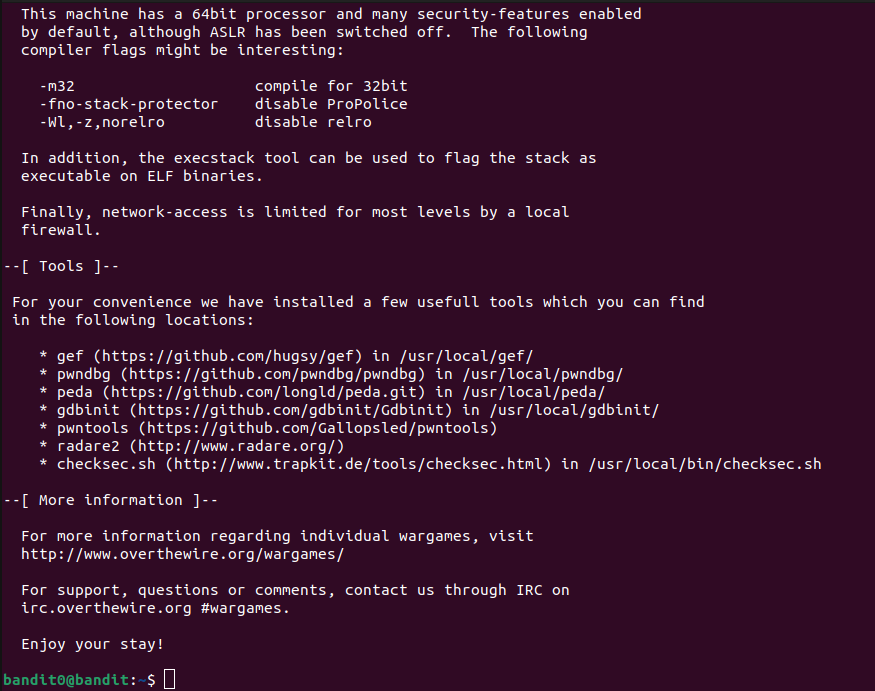 This machine has a 64bit processor and many security-features enabled
by default, although ASLR has been switched off.  The following
compiler flags might be interesting:
-m32                    compile for 32bit
-fno-stack-protector    disable ProPolice
-Wl,-z,norelro          disable relro
In addition, the execstack tool can be used to flag the stack as
executable on ELF binaries.
Finally, network-access is limited for most levels by a local
firewall.
--[ Tools ]--
For your convenience we have installed a few usefull tools which you can find
in the following locations:
* gef (https://github.com/hugsy/gef) in /usr/local/gef/
* pwndbg (https://github.com/pwndbg/pwndbg) in /usr/local/pwndbg/
* peda (https://github.com/longld/peda.git) in /usr/local/peda/
* gdbinit (https://github.com/gdbinit/Gdbinit) in /usr/local/gdbinit/
* pwntools (https://github.com/Gallopsled/pwntools)
* radare2 (http://www.radare.org/)
* checksec.sh (http://www.trapkit.de/tools/checksec.html) in /usr/local/bin/checksec.sh
--[ More information ]--
For more information regarding individual wargames, visit
http://www.overthewire.org/wargames/
For support, questions or comments, contact us through IRC on
irc.overthewire.org #wargames.
Enjoy your stay!
bandit0@bandit:~$